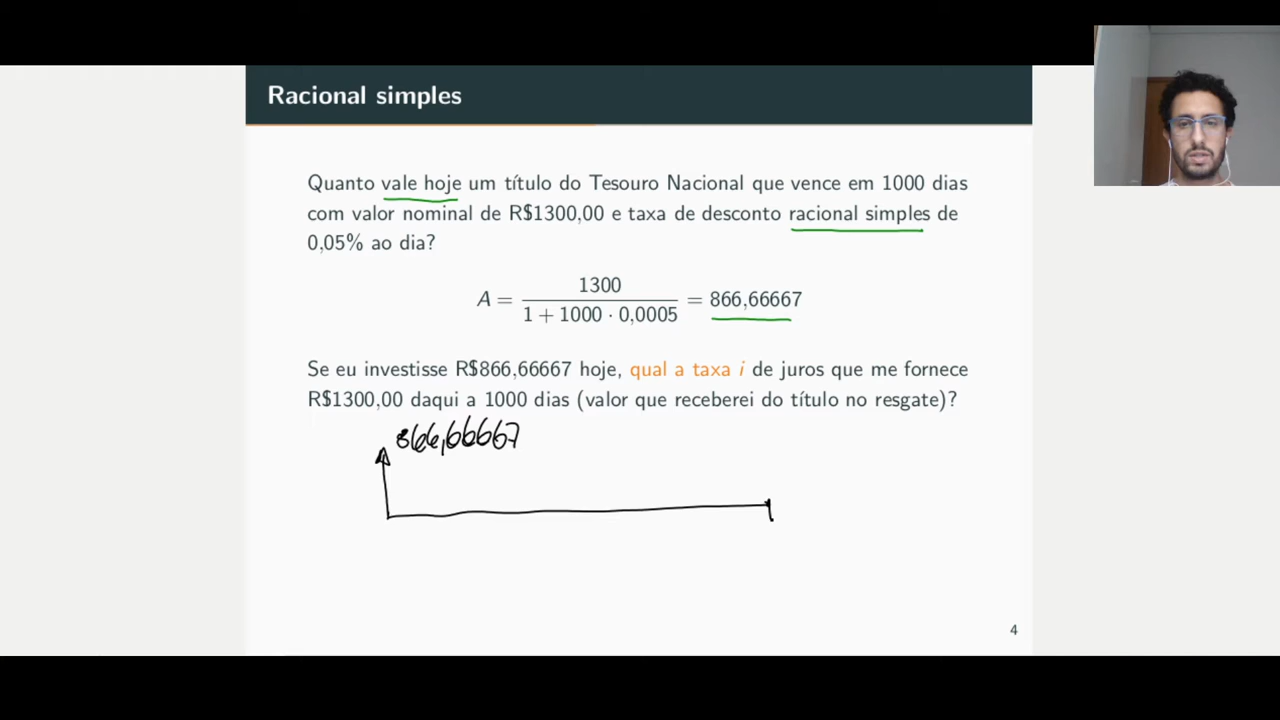 Racional simples
Quanto vale hoje um título do Tesouro Nacional que vence em 1000 dias
com valor nominal de R$1300,00 e taxa de desconto racional simples de
0,05% ao dia?
A = 1300 / 1 + 1000 · 0,0005 = 866,66667
Se eu investisse R$866,66667 hoje, qual a taxa i de juros que me fornece
R$1300,00 daqui a 1000 dias (valor que receberei do título no resgate)?
866,66667
4